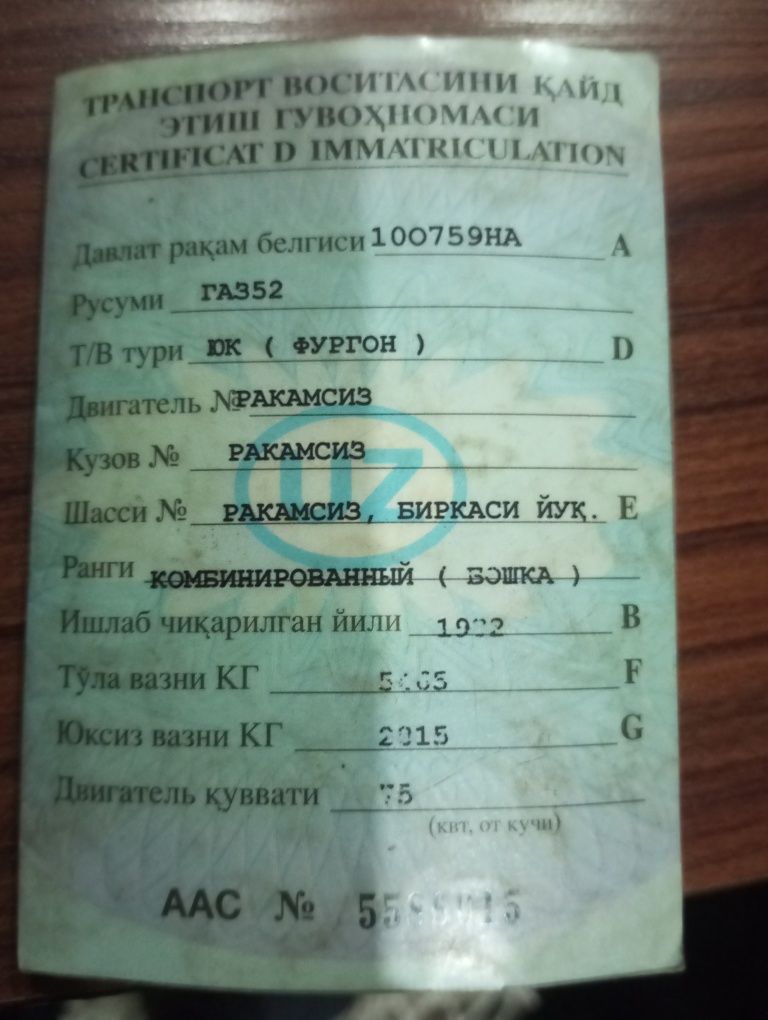 ТРАНСПОРТ ВОСИТАСИНИ ҚАЙД
ЭТИШ ГУВОҲНОМАСИ
CERTIFICAT D IMMATRICULATION
Давлат рақам белгиси 100759НА A
Русуми ГАЗ52
Т/В тури ЮК ( ФУРГОН ) D
Двигатель № РАКАМСИЗ
Кузов № РАКАМСИЗ
UZ
Шасси № РАКАМСИЗ, БИРКАСИ ЙУҚ. E
Ранги КОМБИНИРОВАННЫЙ ( БОШКА )
Ишлаб чиқарилган йили B
Тўла вазни КГ F
Юксиз вазни КГ 2815 G
Двигатель қуввати 75
(квт, от кучи)
ААС №